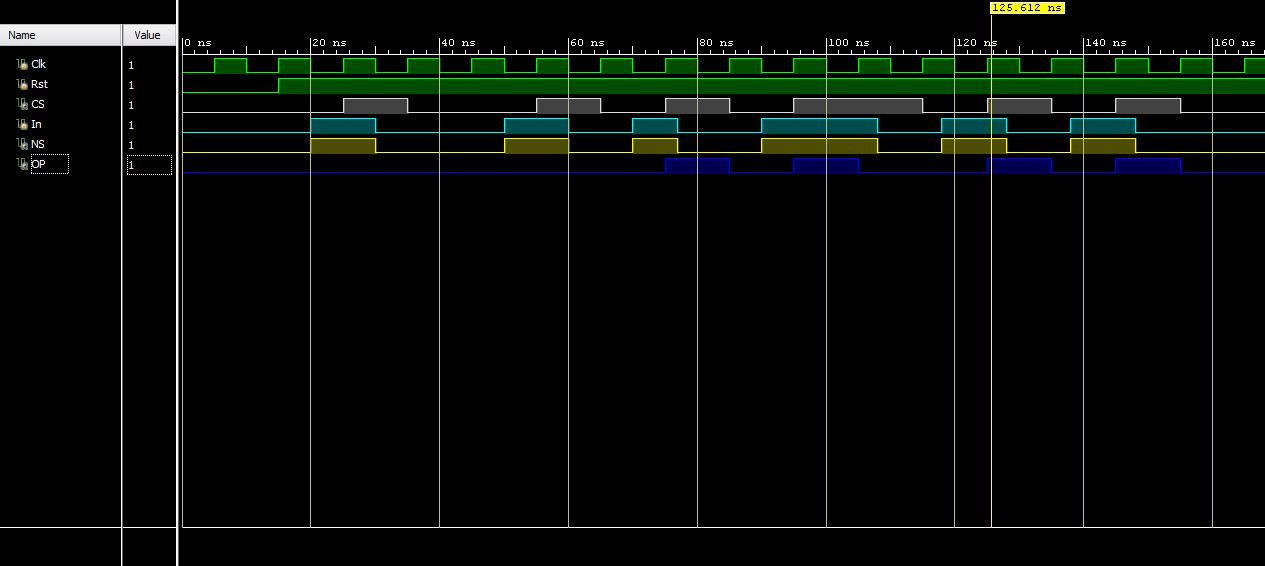 125.612 ns
Name Value
0 ns 20 ns 40 ns 60 ns 80 ns 100 ns 120 ns 140 ns 160 ns
Clk 1
Rst 1
CS 1
In 1
NS 1
OP 1